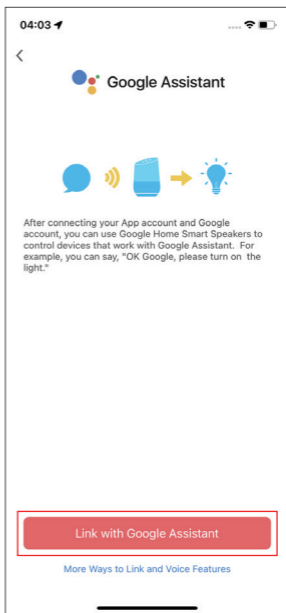 04:03
Google Assistant
After connecting your App account and Google
account, you can use Google Home Smart Speakers to
control devices that work with Google Assistant. For
example, you can say, "OK Google, please turn on the
light."
Link with Google Assistant
More Ways to Link and Voice Features